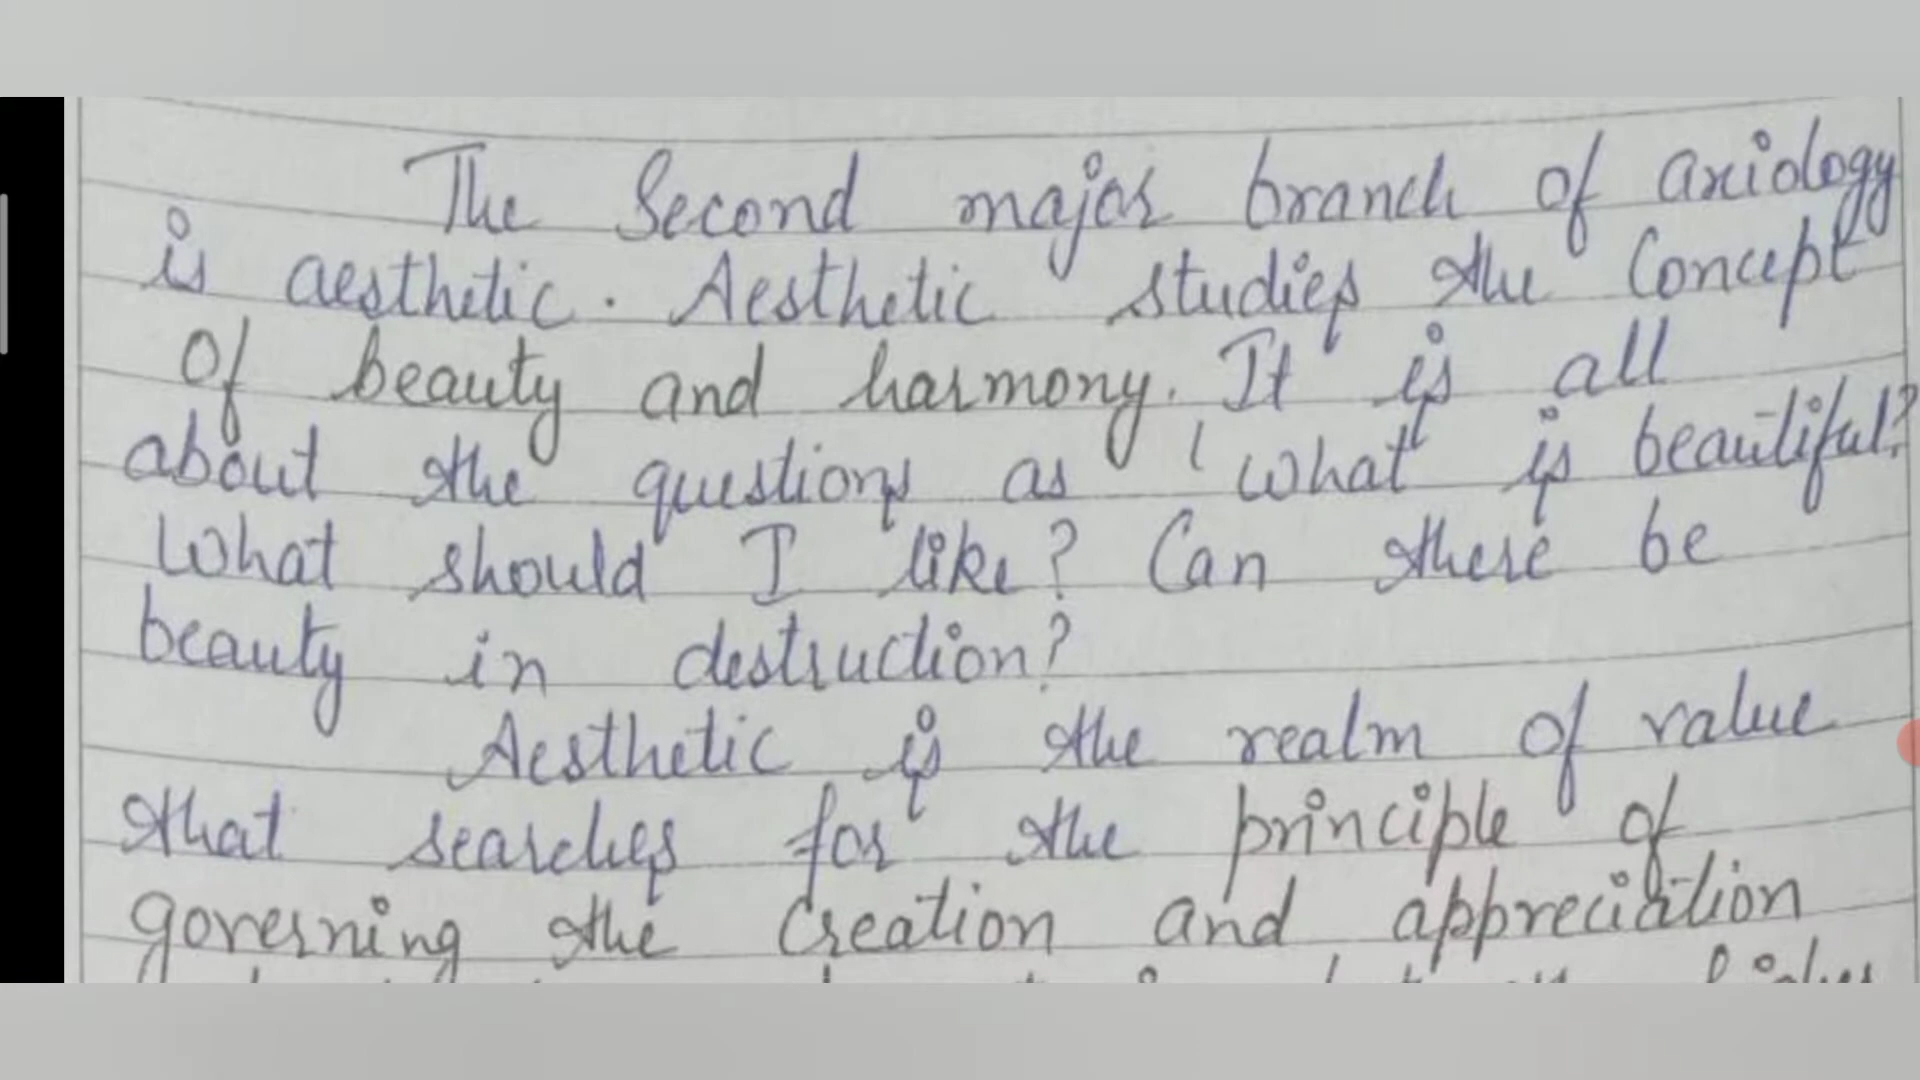 The Second major branch of axiology
is aesthetic. Aesthetic studies the Concept
Of beauty and harmony. It is all
about the questions as 'What is beautiful?
What should I like? Can there be
beauty in destruction?
Aesthetic is the realm of value
that searches for the principle of
governing the Creation and appreciation